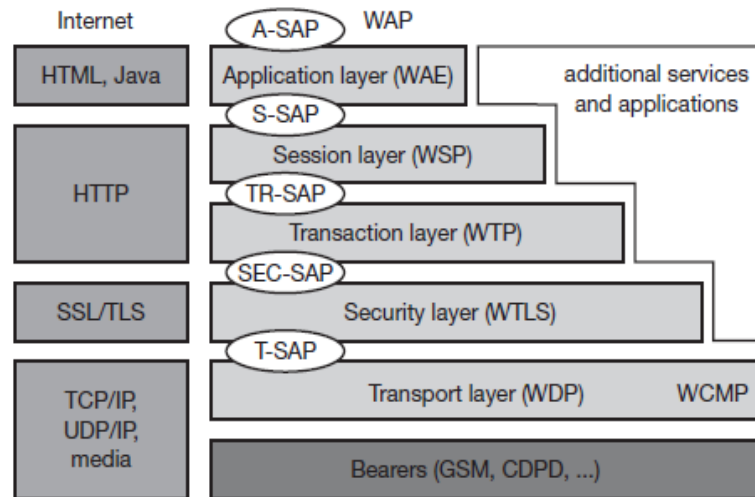 Internet
WAP
A-SAP
HTML, Java
Application layer (WAE)
additional services
and applications
S-SAP
HTTP
Session layer (WSP)
TR-SAP
Transaction layer (WTP)
SEC-SAP
SSL/TLS
Security layer (WTLS)
T-SAP
TCP/IP,
UDP/IP,
media
Transport layer (WDP)
WCMP
Bearers (GSM, CDPD, ...)